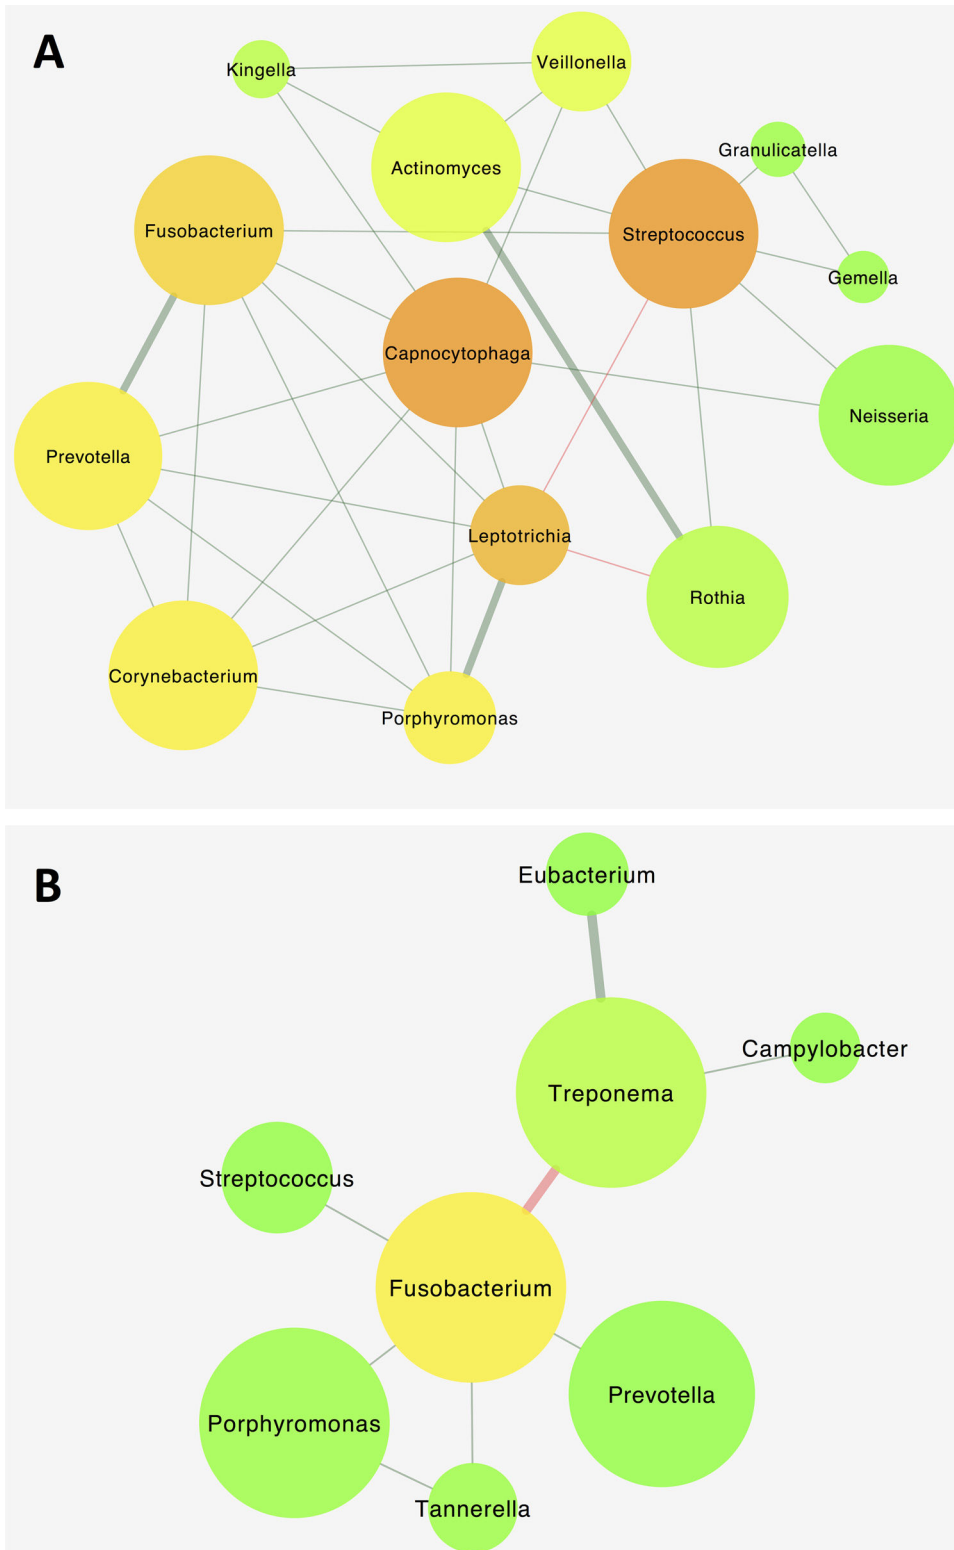 A
Kingella
Veillonella
Actinomyces
Granulicatella
Fusobacterium
Streptococcus
Gemella
Capnocytophaga
Neisseria
Prevotella
Leptotrichia
Rothia
Corynebacterium
Porphyromonas
B
Eubacterium
Campylobacter
Treponema
Streptococcus
Fusobacterium
Prevotella
Porphyromonas
Tannerella